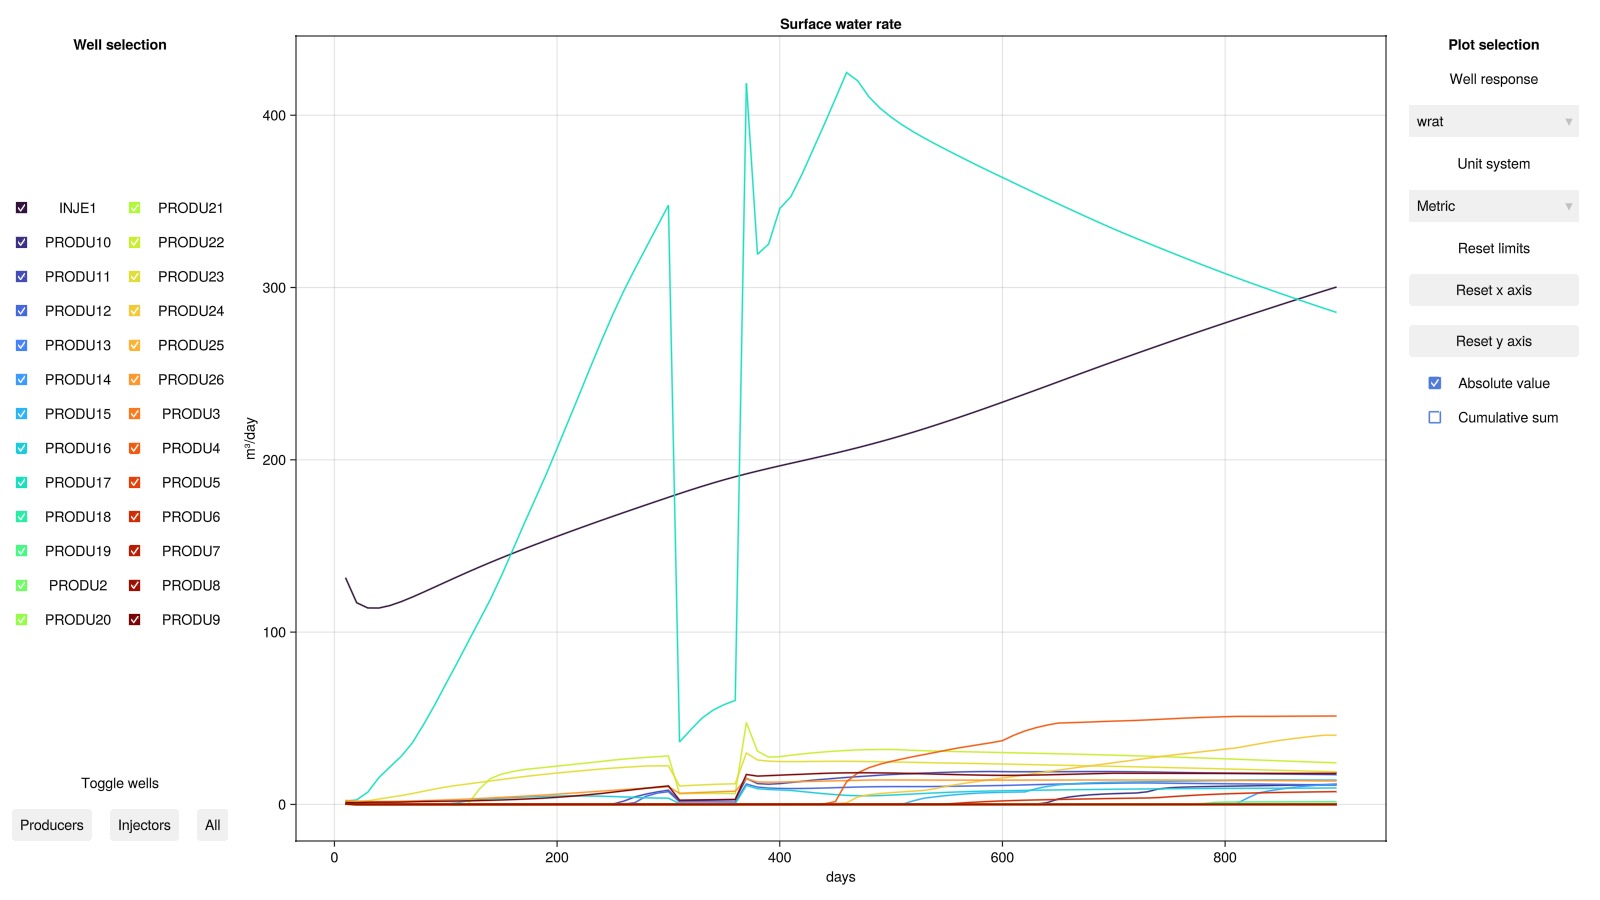 Surface water rate
Well selection
INJE1
PRODU10
PRODU11
PRODU12
PRODU13
PRODU14
PRODU15
PRODU16
PRODU17
PRODU18
PRODU19
PRODU2
PRODU20
PRODU21
PRODU22
PRODU23
PRODU24
PRODU25
PRODU26
PRODU3
PRODU4
PRODU5
PRODU6
PRODU7
PRODU8
PRODU9
Toggle wells
Producers Injectors All
m³/day
400
300
200
100
0
0 200 400 600 800
days
Plot selection
Well response
wrat
Unit system
Metric
Reset limits
Reset x axis
Reset y axis
Absolute value
Cumulative sum